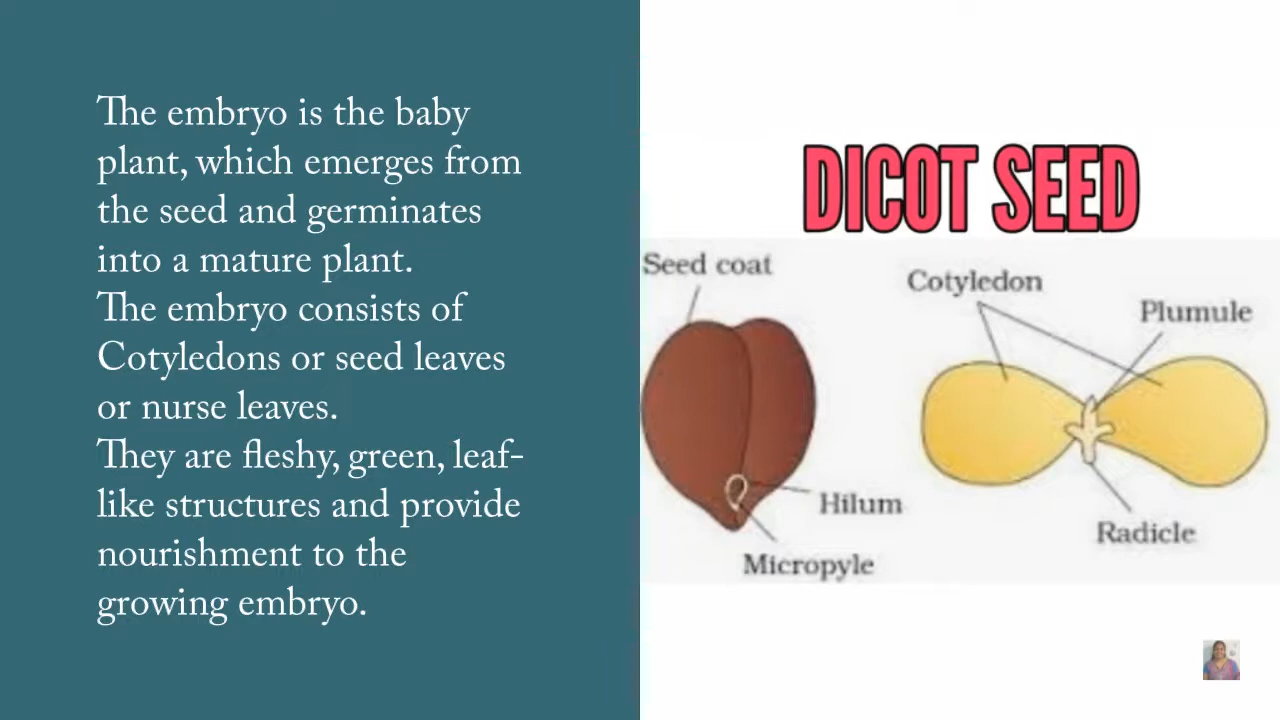 The embryo is the baby
plant, which emerges from
the seed and germinates
into a mature plant.
The embryo consists of
Cotyledons or seed leaves
or nurse leaves.
They are fleshy, green, leaf-
like structures and provide
nourishment to the
growing embryo.
DICOT SEED
Seed coat
Cotyledon
Plumule
Hilum
Radicle
Micropyle